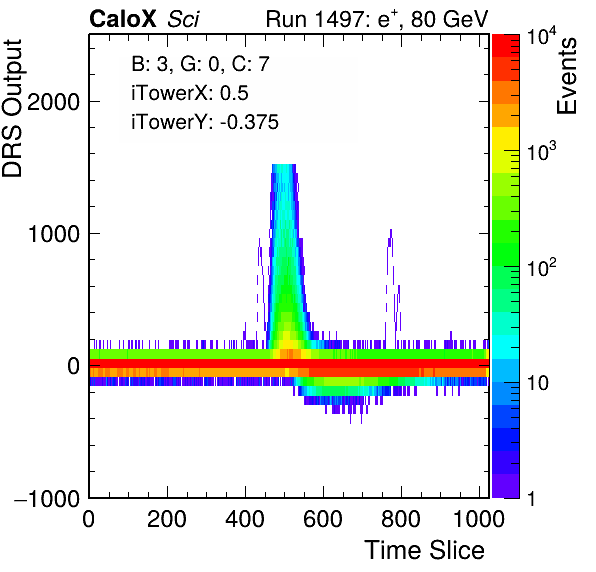 CaloX Sci Run 1497: e+, 80 GeV
B: 3, G: 0, C: 7
iTowerX: 0.5
iTowerY: -0.375
DRS Output
2000
1000
0
−1000
0 200 400 600 800 1000
Time Slice
Events
10^4
10^3
10^2
10
1